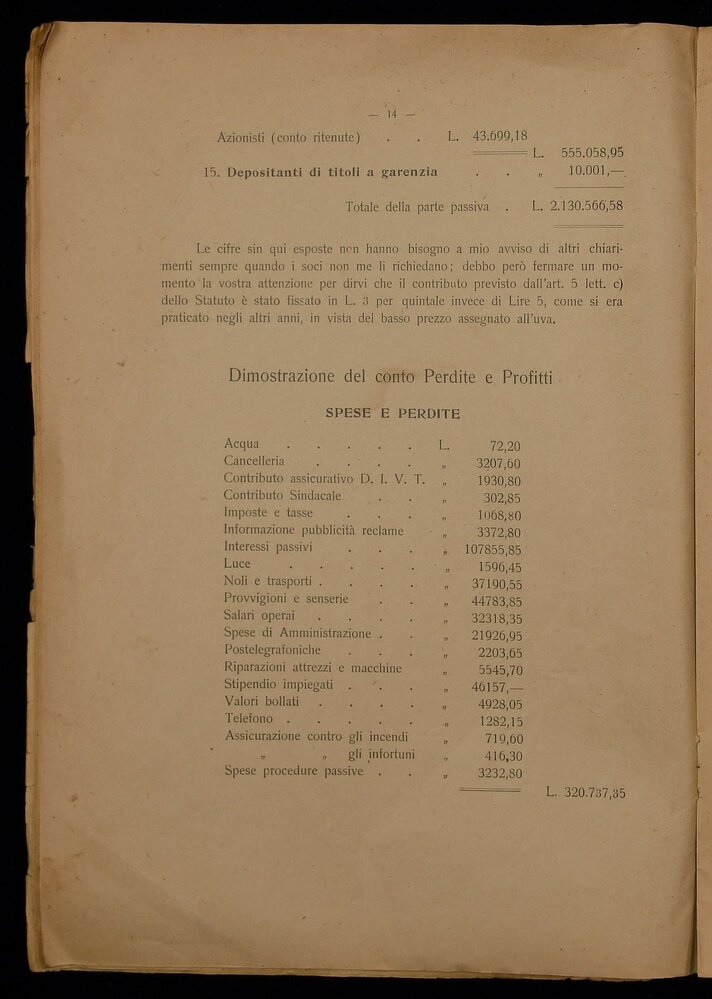 — 14 —
Azionisti (conto ritenute) . . L. 43.699,18
L. 555.058,95
15. Depositanti di titoli a garenzia . . „ 10.001,—
Totale della parte passiva . L. 2.130.566,58
Le cifre sin qui esposte non hanno bisogno a mio avviso di altri chiari-
menti sempre quando i soci non me li richiedano; debbo però fermare un mo-
mento la vostra attenzione per dirvi che il contributo previsto dall'art. 5 lett. c)
dello Statuto è stato fissato in L. 3 per quintale invece di Lire 5, come si era
praticato negli altri anni, in vista del basso prezzo assegnato all'uva.
Dimostrazione del conto Perdite e Profitti
SPESE E PERDITE
Acqua . . . . . L. 72,20
Cancelleria . . . . „ 3207,60
Contributo assicurativo D. I. V. T. „ 1930,80
Contributo Sindacale . . „ 302,85
Imposte e tasse . . . „ 1068,80
Informazione pubblicità reclame „ 3372,80
Interessi passivi . . . „ 107855,85
Luce . . . . . „ 1596,45
Noli e trasporti . . . . „ 37190,55
Provvigioni e senserie . . „ 44783,85
Salari operai . . . . „ 32318,35
Spese di Amministrazione . . „ 21926,95
Postelegrafoniche . . . „ 2203,65
Riparazioni attrezzi e macchine „ 5545,70
Stipendio impiegati . . . „ 46157,—
Valori bollati . . . . „ 4928,05
Telefono . . . . . „ 1282,15
Assicurazione contro gli incendi „ 719,60
„ „ gli infortuni „ 416,30
Spese procedure passive . . „ 3232,80
L. 320.737,35